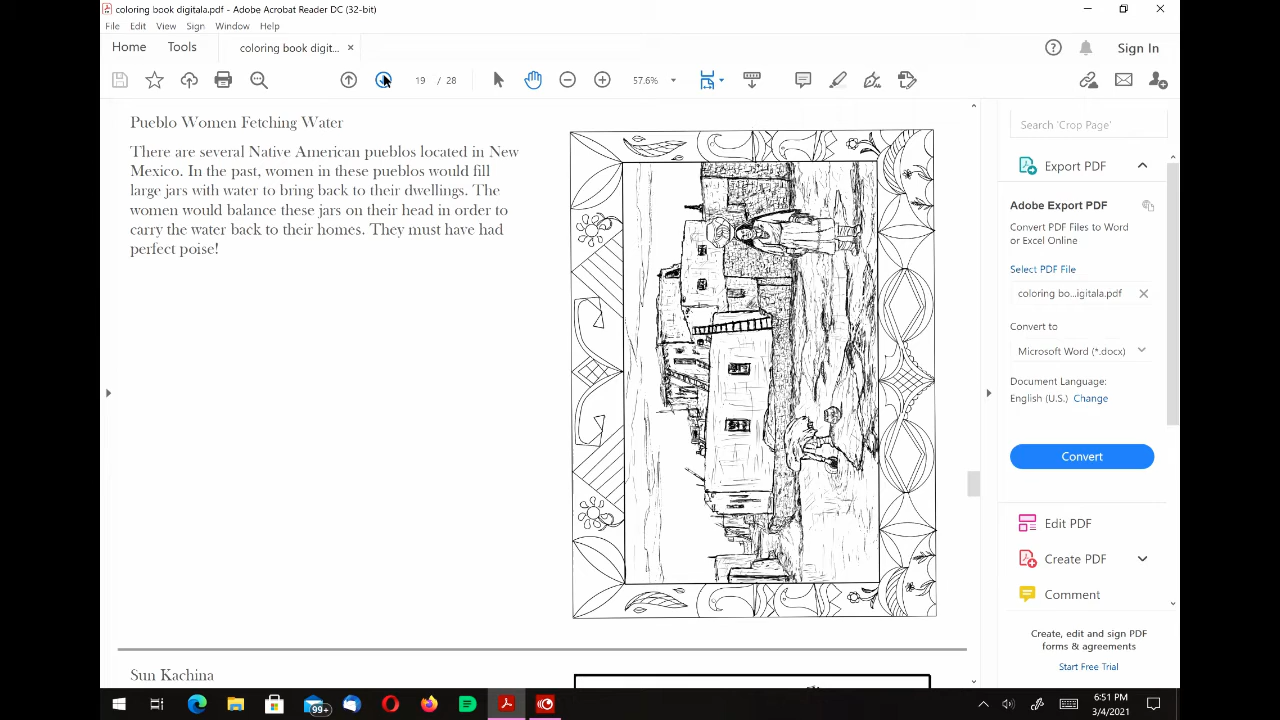 coloring book digitala.pdf - Adobe Acrobat Reader DC (32-bit)
File Edit View Sign Window Help
Home Tools coloring book digit... × Sign In
19 / 28 57.6%
Pueblo Women Fetching Water
There are several Native American pueblos located in New
Mexico. In the past, women in these pueblos would fill
large jars with water to bring back to their dwellings. The
women would balance these jars on their head in order to
carry the water back to their homes. They must have had
perfect poise!
Sun Kachina
Search 'Crop Page'
Export PDF
Adobe Export PDF
Convert PDF Files to Word
or Excel Online
Select PDF File
coloring bo...igitala.pdf
Convert to
Microsoft Word (*.docx)
Document Language:
English (U.S.) Change
Convert
Edit PDF
Create PDF
Comment
Create, edit and sign PDF
forms & agreements
Start Free Trial
99+
6:51 PM
3/4/2021